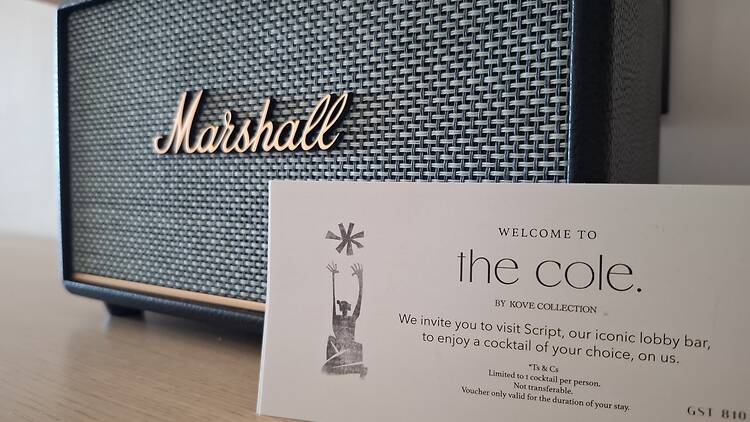 Marshall
WELCOME TO
the cole.
BY KOVE COLLECTION
We invite you to visit Script, our iconic lobby bar,
to enjoy a cocktail of your choice, on us.
*Ts & Cs
Limited to 1 cocktail per person.
Not transferable.
Voucher only valid for the duration of your stay.
GST 810